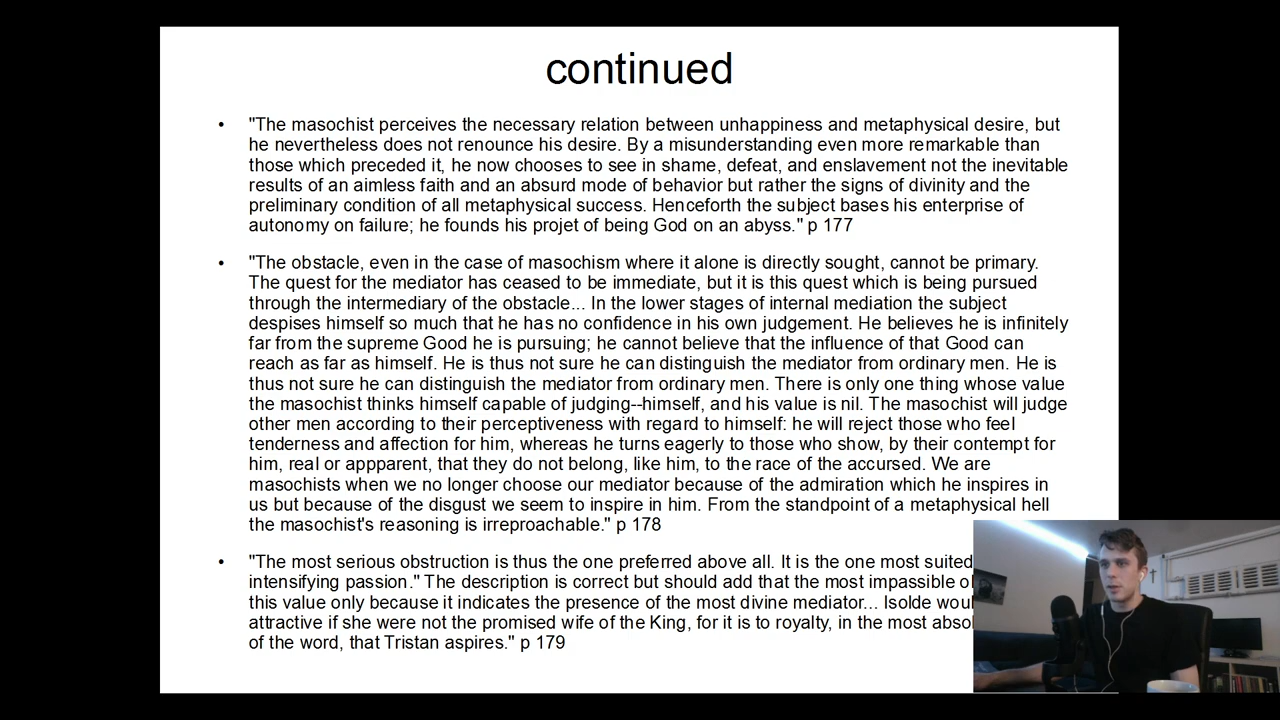 continued
• "The masochist perceives the necessary relation between unhappiness and metaphysical desire, but
he nevertheless does not renounce his desire. By a misunderstanding even more remarkable than
those which preceded it, he now chooses to see in shame, defeat, and enslavement not the inevitable
results of an aimless faith and an absurd mode of behavior but rather the signs of divinity and the
preliminary condition of all metaphysical success. Henceforth the subject bases his enterprise of
autonomy on failure; he founds his projet of being God on an abyss." p 177
• "The obstacle, even in the case of masochism where it alone is directly sought, cannot be primary.
The quest for the mediator has ceased to be immediate, but it is this quest which is being pursued
through the intermediary of the obstacle... In the lower stages of internal mediation the subject
despises himself so much that he has no confidence in his own judgement. He believes he is infinitely
far from the supreme Good he is pursuing; he cannot believe that the influence of that Good can
reach as far as himself. He is thus not sure he can distinguish the mediator from ordinary men. He is
thus not sure he can distinguish the mediator from ordinary men. There is only one thing whose value
the masochist thinks himself capable of judging--himself, and his value is nil. The masochist will judge
other men according to their perceptiveness with regard to himself: he will reject those who feel
tenderness and affection for him, whereas he turns eagerly to those who show, by their contempt for
him, real or appparent, that they do not belong, like him, to the race of the accursed. We are
masochists when we no longer choose our mediator because of the admiration which he inspires in
us but because of the disgust we seem to inspire in him. From the standpoint of a metaphysical hell
the masochist's reasoning is irreproachable." p 178
• "The most serious obstruction is thus the one preferred above all. It is the one most suited
intensifying passion." The description is correct but should add that the most impassible
this value only because it indicates the presence of the most divine mediator... Isolde
attractive if she were not the promised wife of the King, for it is to royalty, in the most
of the word, that Tristan aspires." p 179